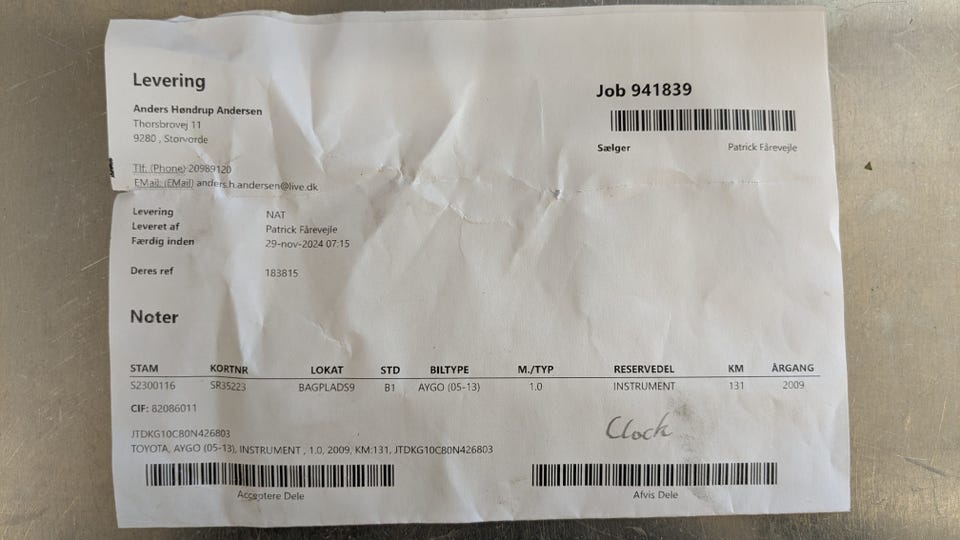 Levering
Anders Høndrup Andersen
Thorsbrovej 11
9280 , Storvorde
Tlf: (Phone) 20989120
EMail: (EMail) anders.h.andersen@live.dk
Job 941839
Sælger Patrick Fårevejle
Levering NAT
Leveret af Patrick Fårevejle
Færdig inden 29-nov-2024 07:15
Deres ref 183815
Noter
STAM KORTNR LOKAT STD BILTYPE M./TYP RESERVEDEL KM ÅRGANG
S2300116 SR35223 BAGPLADS9 B1 AYGO (05-13) 1.0 INSTRUMENT 131 2009
CIF: 82086011
Clock
JTDKG10C80N426803
TOYOTA, AYGO (05-13), INSTRUMENT , 1.0, 2009, KM:131, JTDKG10C80N426803
Acceptere Dele Afvis Dele